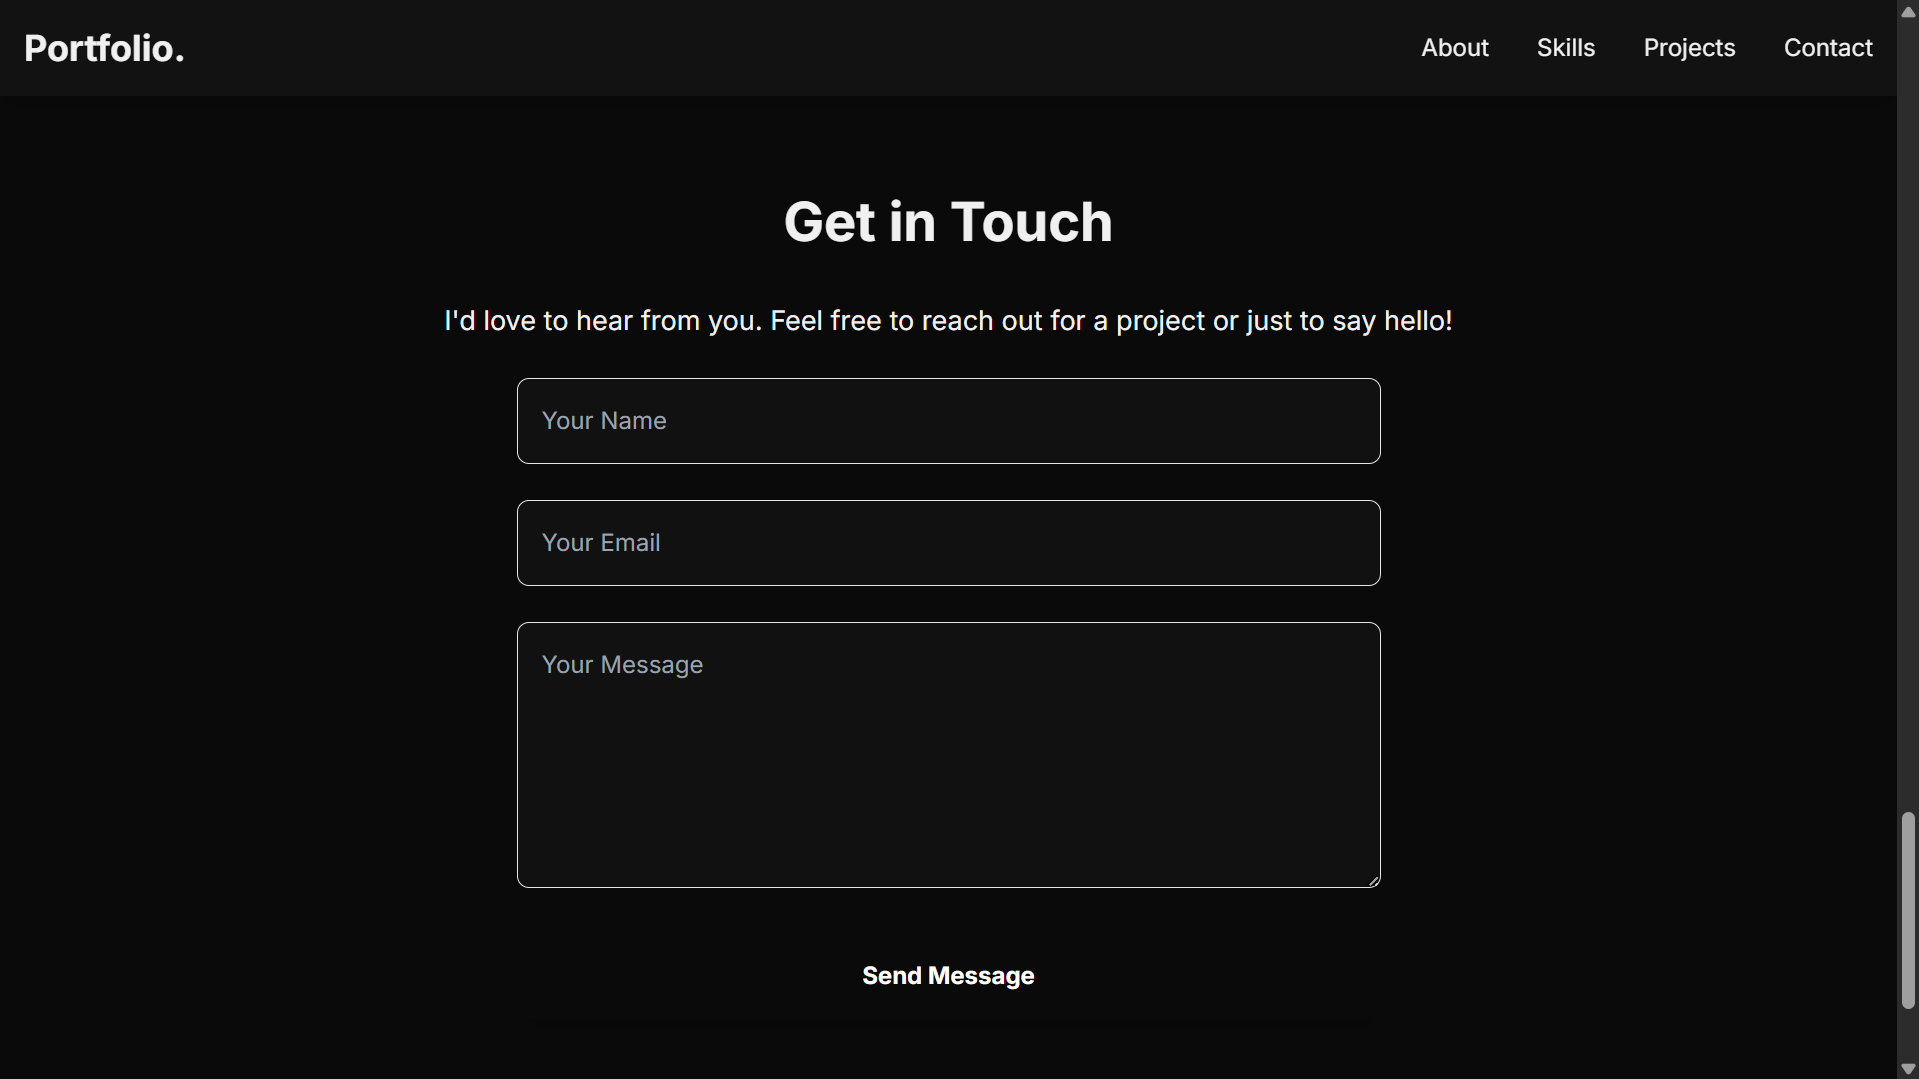 Portfolio.
About Skills Projects Contact
Get in Touch
I'd love to hear from you. Feel free to reach out for a project or just to say hello!
Your Name
Your Email
Your Message
Send Message